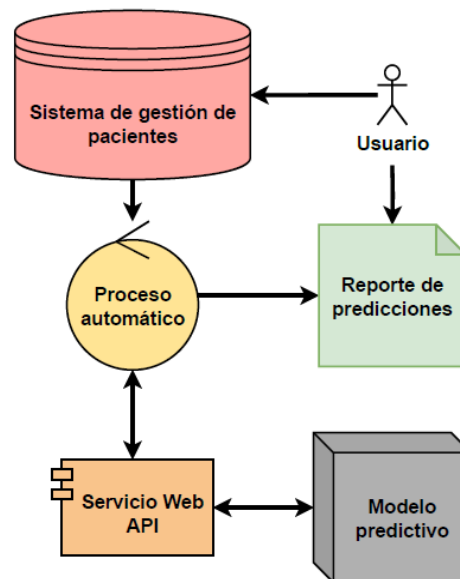 Sistema de gestión de
pacientes
Usuario
Proceso
automático
Reporte de
predicciones
Servicio Web
API
Modelo
predictivo